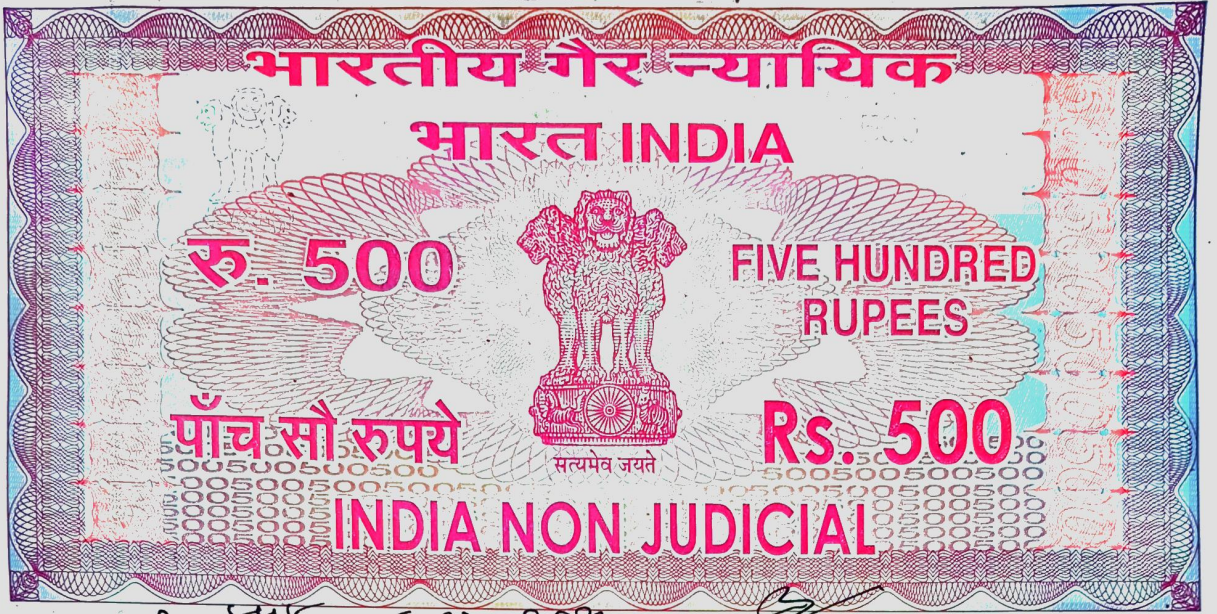 भारतीय गैर न्यायिक
भारत INDIA
रु. 500
FIVE HUNDRED
RUPEES
पाँच सौ रुपये
Rs. 500
सत्यमेव जयते
INDIA NON JUDICIAL